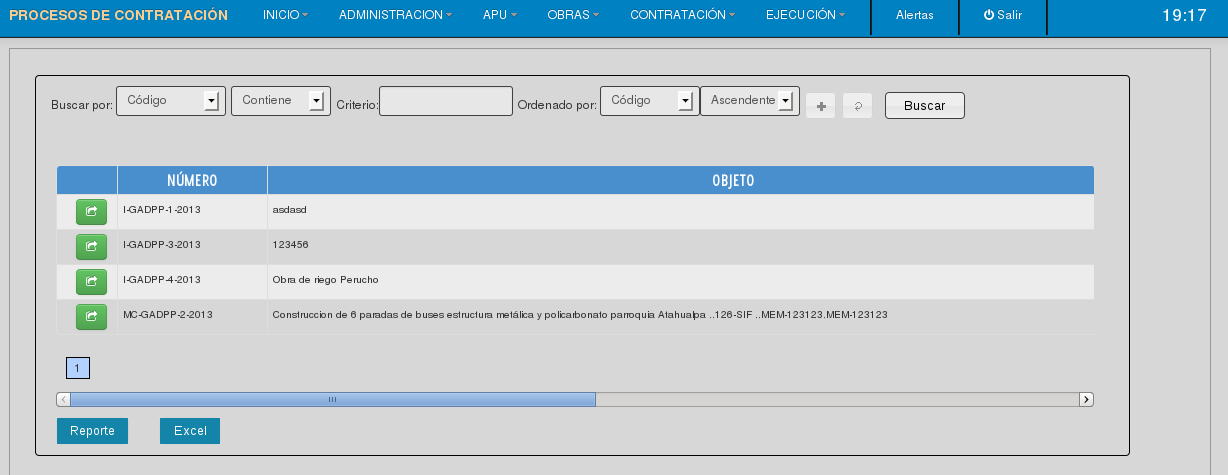 PROCESOS DE CONTRATACIÓN INICIO ADMINISTRACION APU OBRAS CONTRATACIÓN EJECUCIÓN Alertas Salir 19:17
Buscar por: Código Contiene Criterio: Ordenado por: Código Ascendente Buscar
NÚMERO OBJETO
I-GADPP-1-2013 asdasd
I-GADPP-3-2013 123456
I-GADPP-4-2013 Obra de riego Perucho
MC-GADPP-2-2013 Construccion de 6 paradas de buses estructura metálica y policarbonato parroquia Atahualpa ..126-SIF ..MEM-123123.MEM-123123
1
Reporte Excel